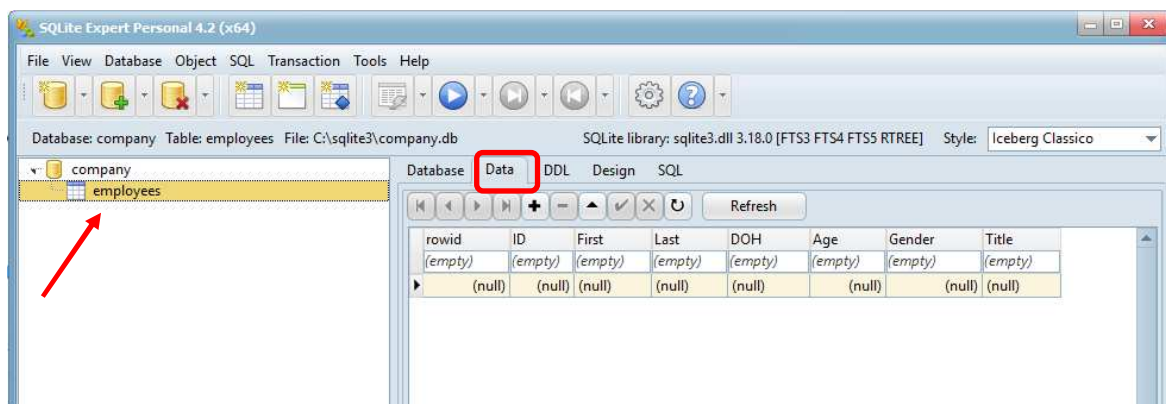 SQLite Expert Personal 4.2 (x64)
File View Database Object SQL Transaction Tools Help
Database: company Table: employees File: C:\sqlite3\company.db SQLite library: sqlite3.dll 3.18.0 [FTS3 FTS4 FTS5 RTREE] Style: Iceberg Classico
company
employees
Database Data DDL Design SQL
Refresh
rowid ID First Last DOH Age Gender Title
(empty) (empty) (empty) (empty) (empty) (empty) (empty) (empty)
(null) (null) (null) (null) (null) (null) (null) (null)